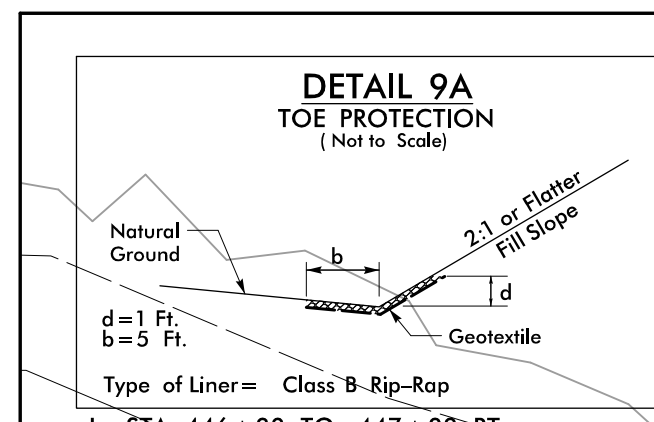 DETAIL 9A
TOE PROTECTION
( Not to Scale)
2:1 or Flatter
Fill Slope
Natural
Ground
b
d
d=1 Ft.
b=5 Ft.
Geotextile
Type of Liner= Class B Rip-Rap